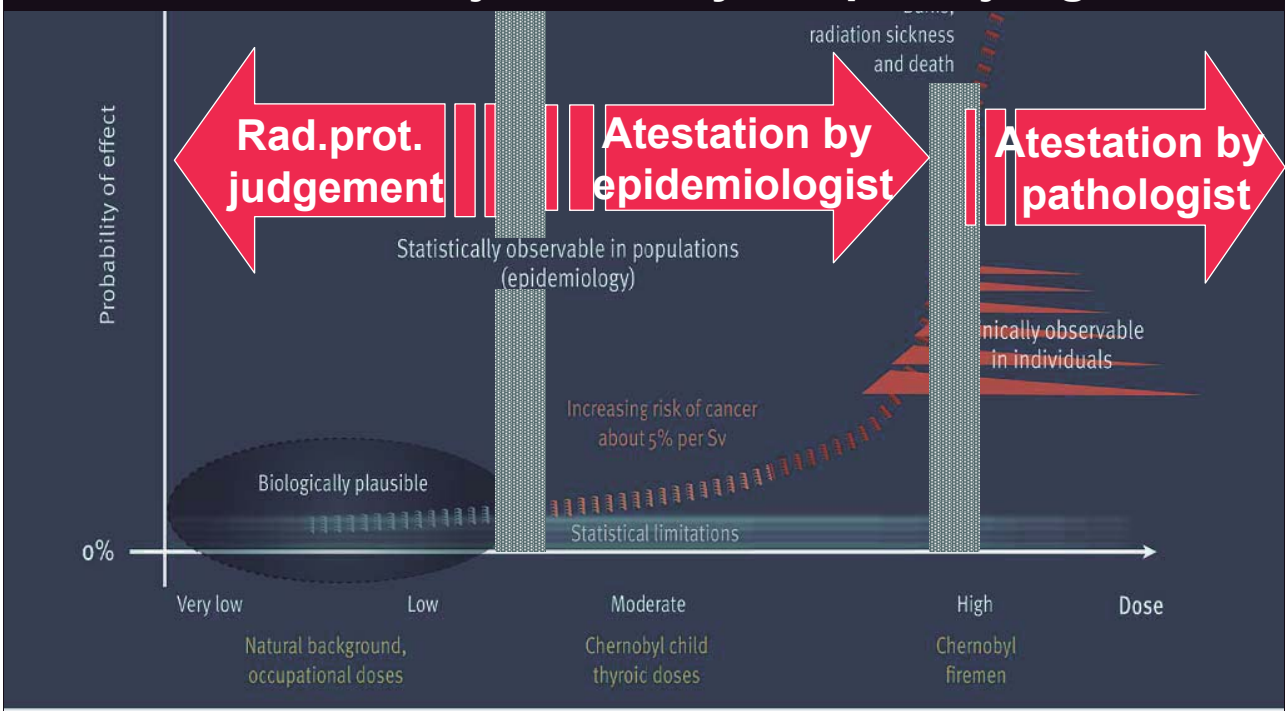 radiation sickness
and death
Rad.prot.
judgement
Atestation by
epidemiologist
Atestation by
pathologist
Probability of effect
Statistically observable in populations
(epidemiology)
nically observable
in individuals
Increasing risk of cancer
about 5% per Sv
Biologically plausible
Statistical limitations
0%
Very low Low Moderate High Dose
Natural background,
occupational doses
Chernobyl child
thyroic doses
Chernobyl
firemen